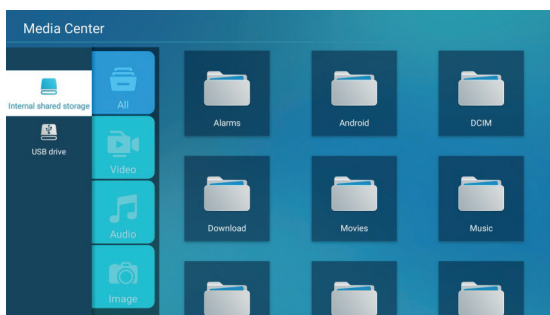 Media Center
Internal shared storage
USB drive
All
Video
Audio
Image
Alarms
Android
DCIM
Download
Movies
Music